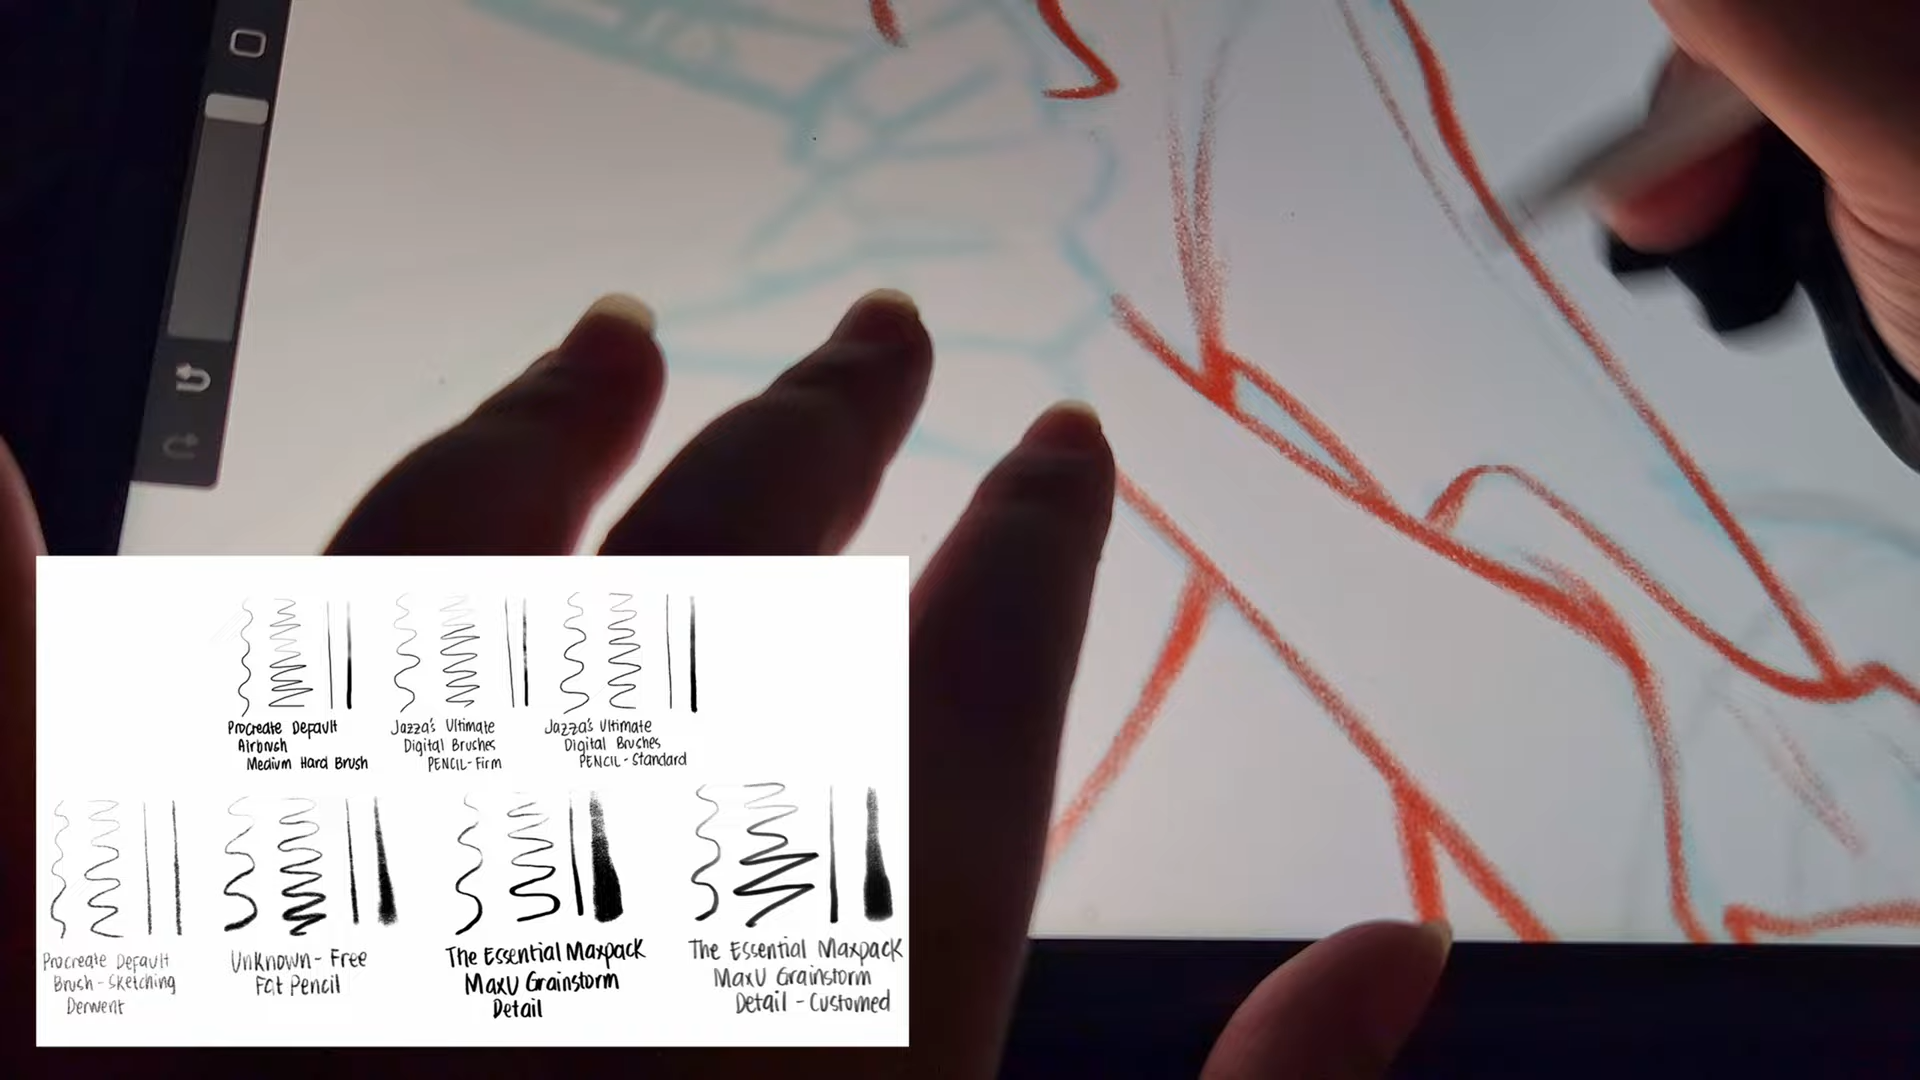 Procreate Default
Airbrush
Medium Hard Brush
Jazza's Ultimate
Digital Brushes
PENCIL - Firm
Jazza's Ultimate
Digital Brushes
PENCIL - Standard
Procreate Default
Brush - Sketching
Derwent
Unknown - Free
Fat Pencil
The Essential Maxpack
MaxU Grainstorm
Detail
The Essential Maxpack
MaxU Grainstorm
Detail - Customed